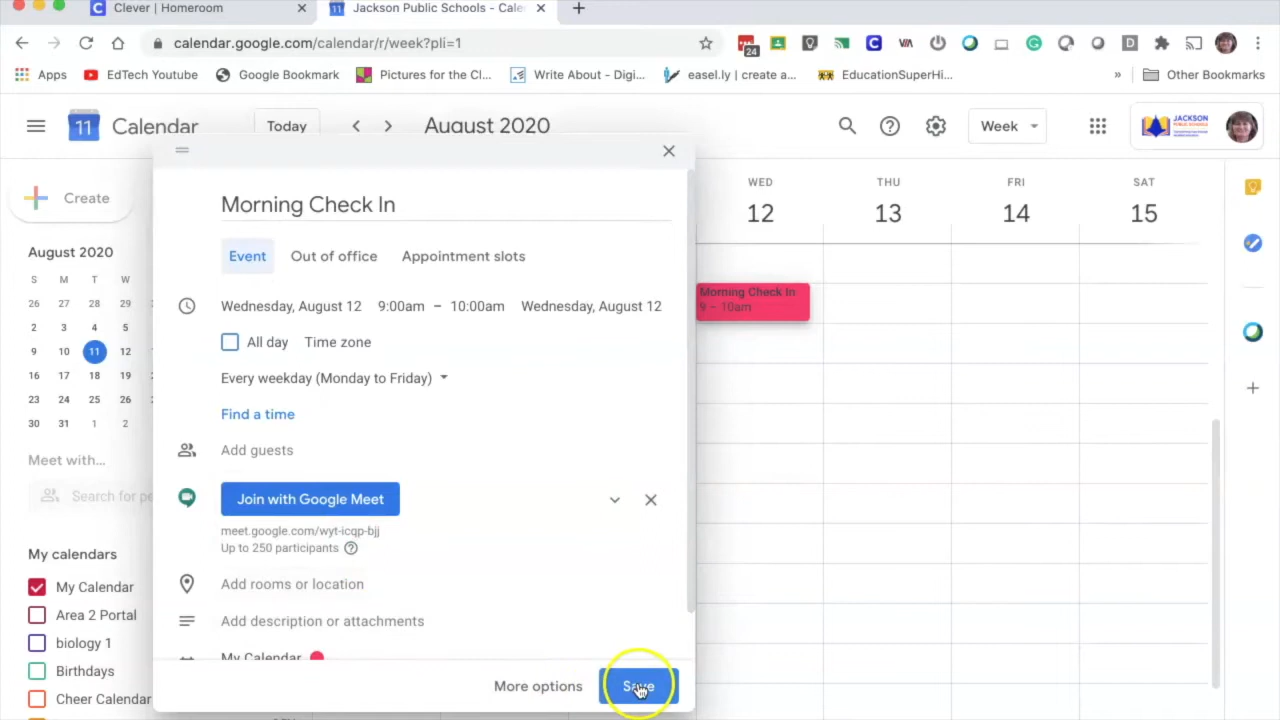 Clever | Homeroom
Jackson Public Schools - Cale
calendar.google.com/calendar/r/week?pli=1
24
Apps
EdTech Youtube
Google Bookmark
Pictures for the Cl...
Write About - Digi...
easel.ly | create a...
EducationSuperHi...
»
Other Bookmarks
11 Calendar
Today
August 2020
Week
JACKSON
PUBLIC SCHOOLS
Create
August 2020
S M T W
26 27 28 29
2 3 4 5
9 10 11 12
16 17 18 19
23 24 25 26
30 31 1 2
Meet with...
Search for pe
My calendars
My Calendar
Area 2 Portal
biology 1
Birthdays
Cheer Calendar
Morning Check In
Event Out of office Appointment slots
Wednesday, August 12 9:00am – 10:00am Wednesday, August 12
All day Time zone
Every weekday (Monday to Friday)
Find a time
Add guests
Join with Google Meet
meet.google.com/wyt-icqp-bjj
Up to 250 participants
Add rooms or location
Add description or attachments
My Calendar
More options
Save
WED THU FRI SAT
12 13 14 15
Morning Check In
9 – 10am